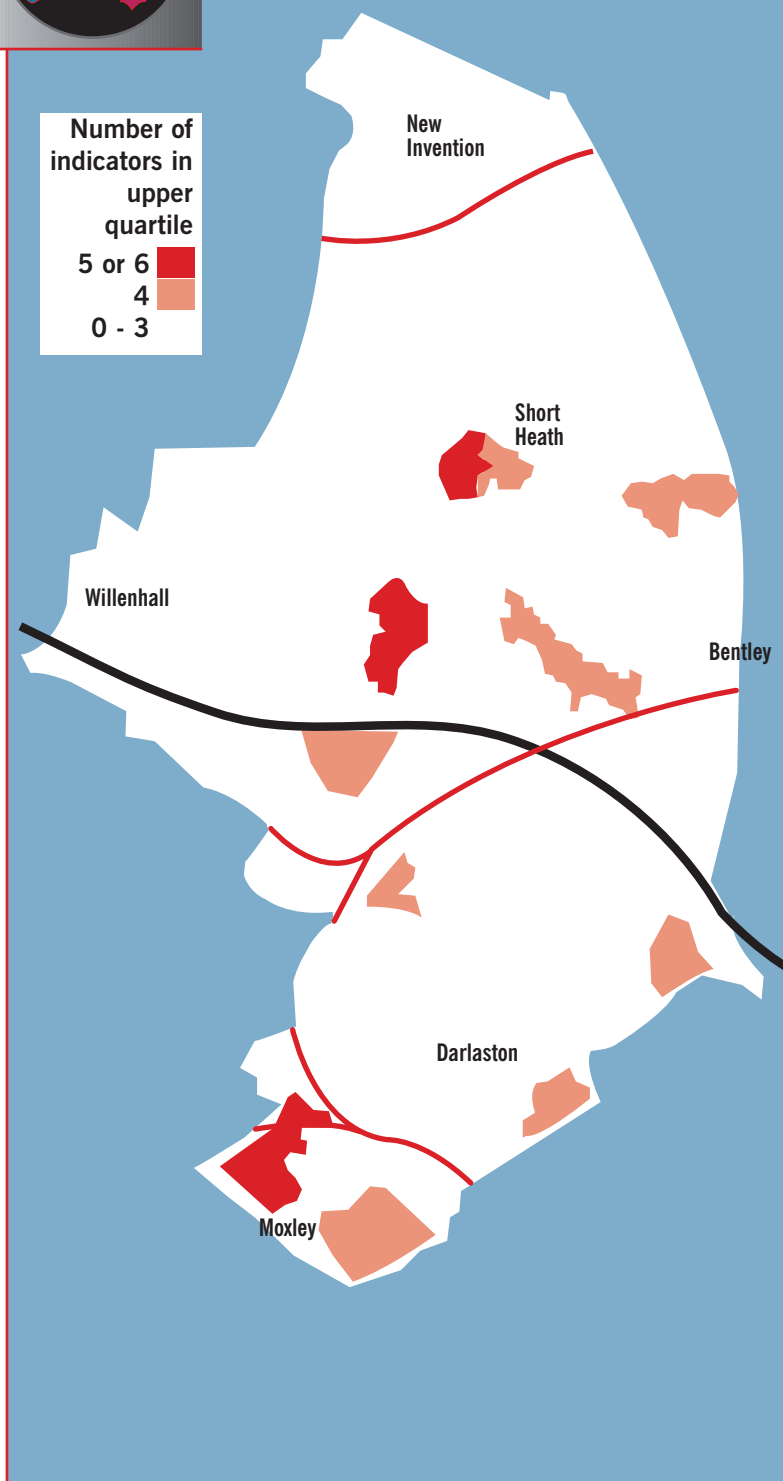 Number of
indicators in
upper
quartile
5 or 6
4
0 - 3
New
Invention
Short
Heath
Willenhall
Bentley
Darlaston
Moxley